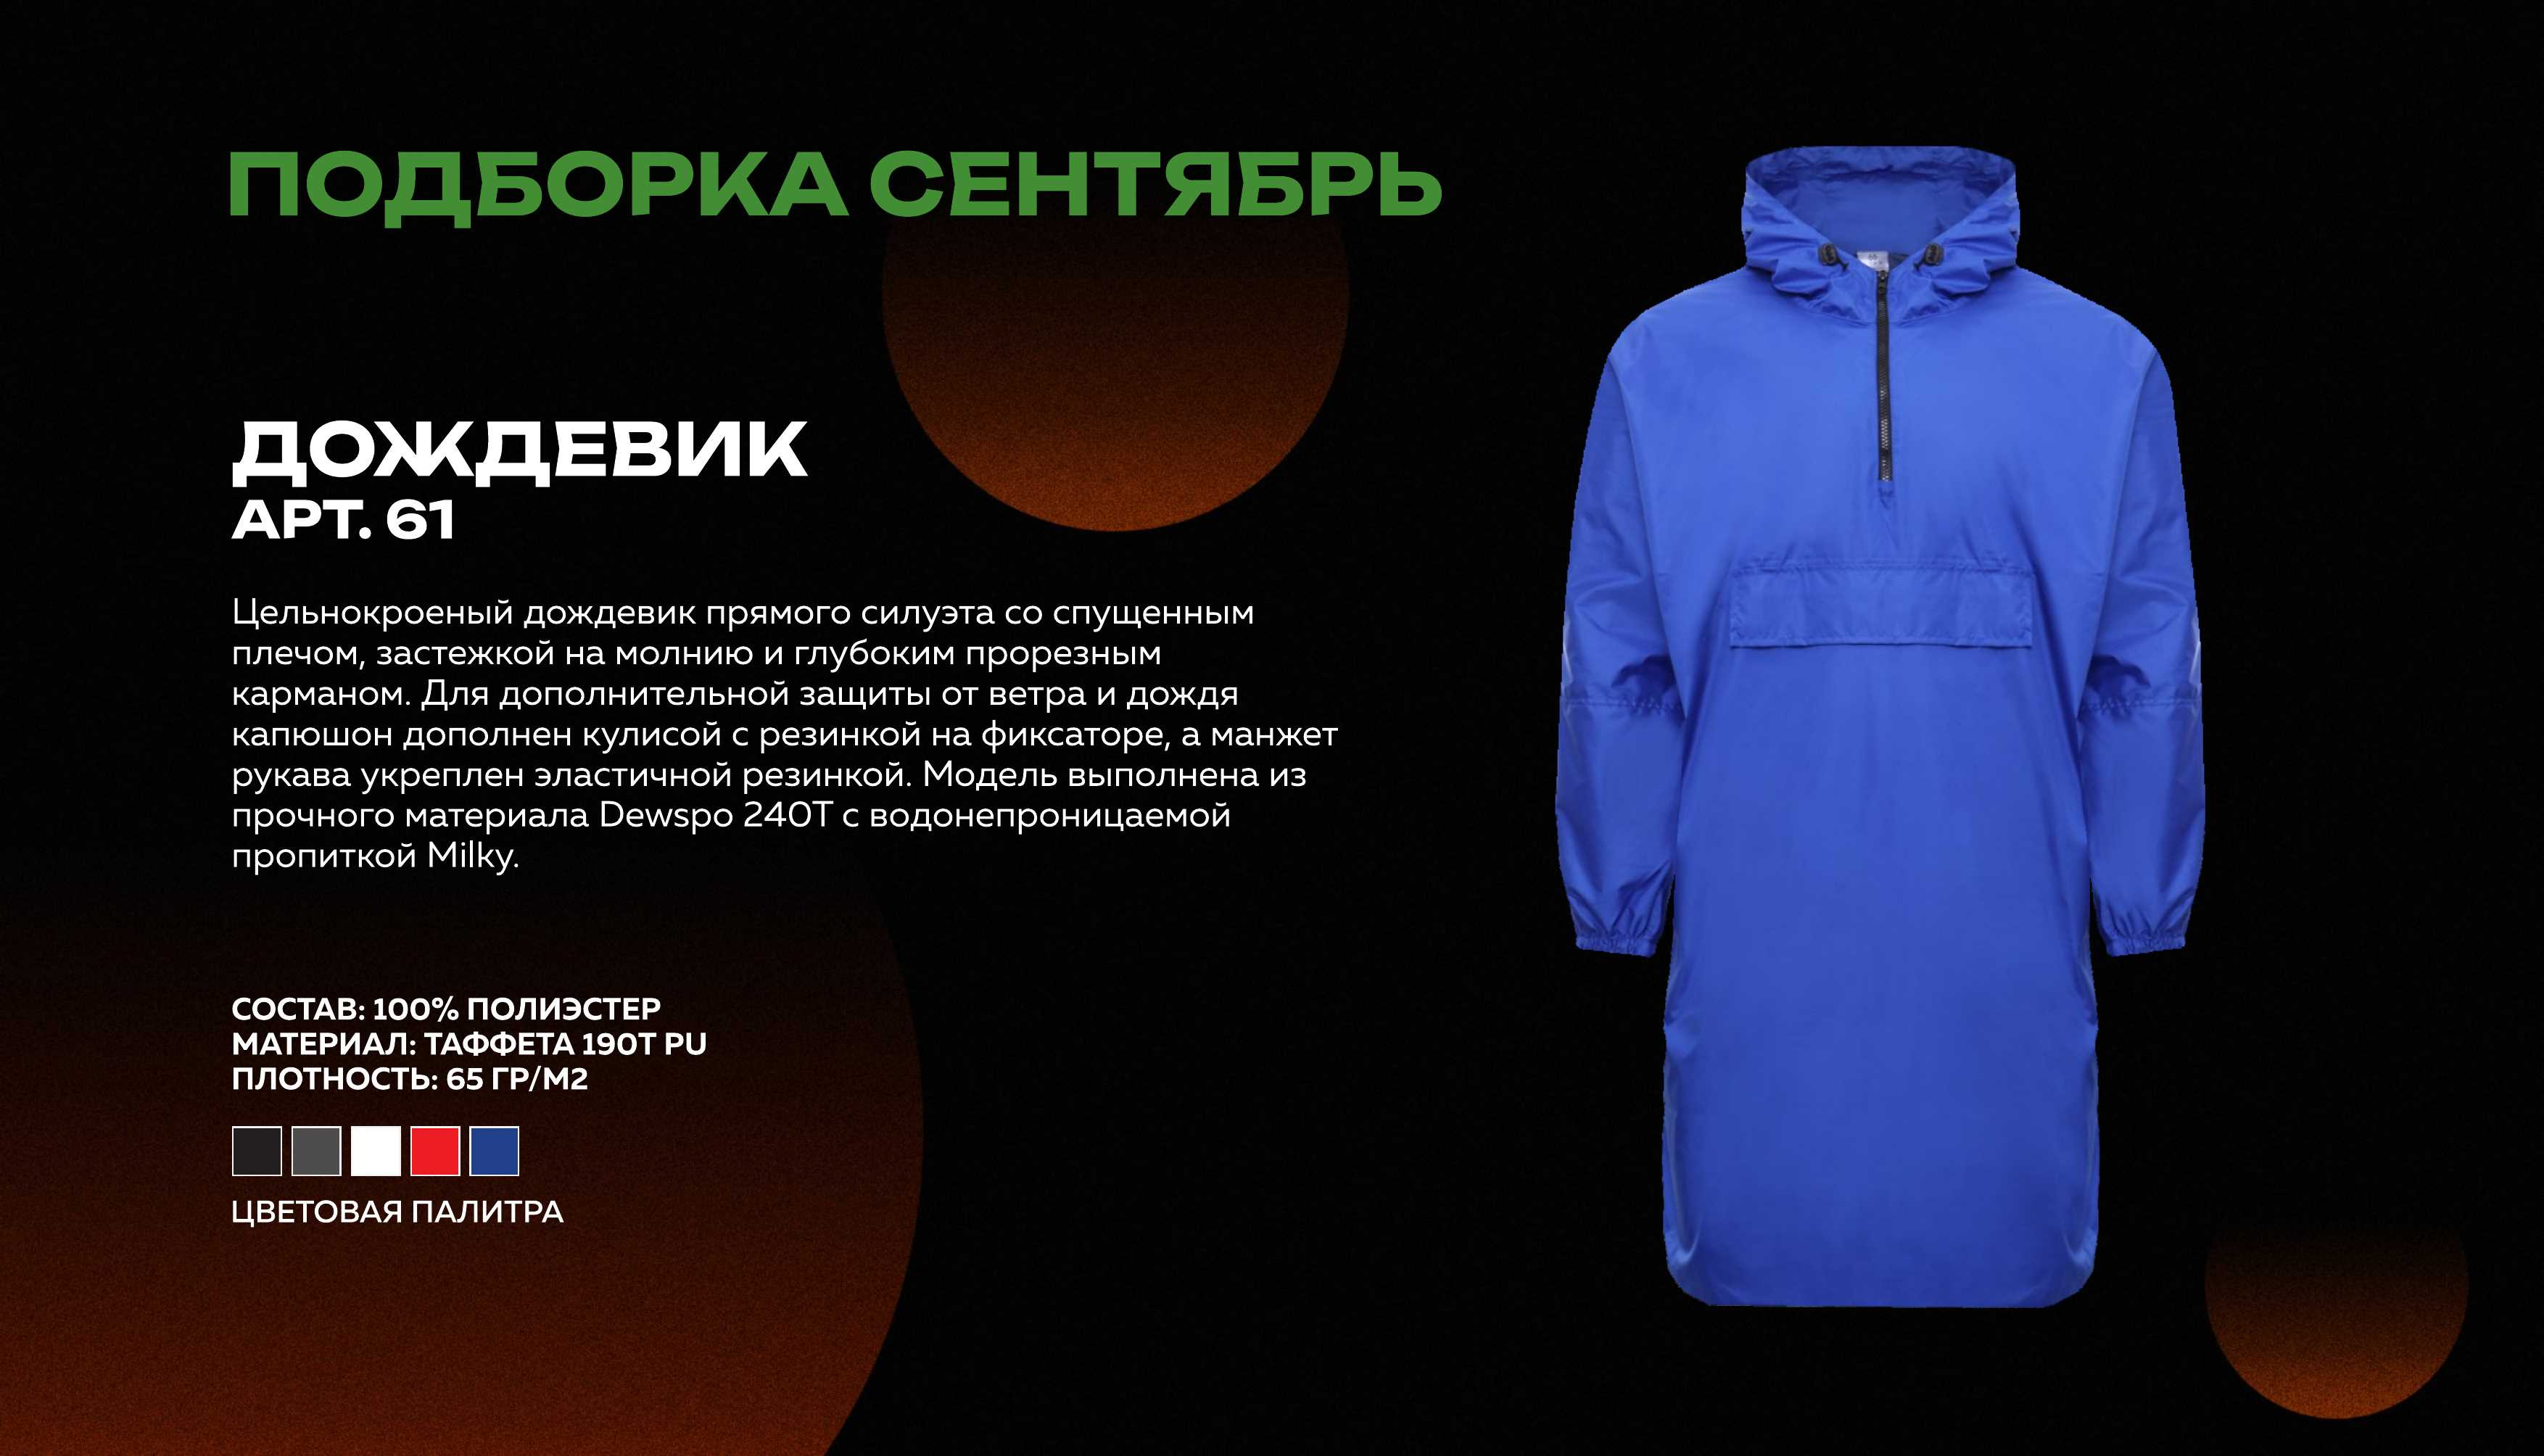 ПОДБОРКА СЕНТЯБРЬ
ДОЖДЕВИК
АРТ. 61
Цельнокроеный дождевик прямого силуэта со спущенным
плечом, застежкой на молнию и глубоким прорезным
карманом. Для дополнительной защиты от ветра и дождя
капюшон дополнен кулисой с резинкой на фиксаторе, а манжет
рукава укреплен эластичной резинкой. Модель выполнена из
прочного материала Dewspo 240T с водонепроницаемой
пропиткой Milky.
СОСТАВ: 100% ПОЛИЭСТЕР
МАТЕРИАЛ: ТАФФЕТА 190T PU
ПЛОТНОСТЬ: 65 ГР/М2
ЦВЕТОВАЯ ПАЛИТРА